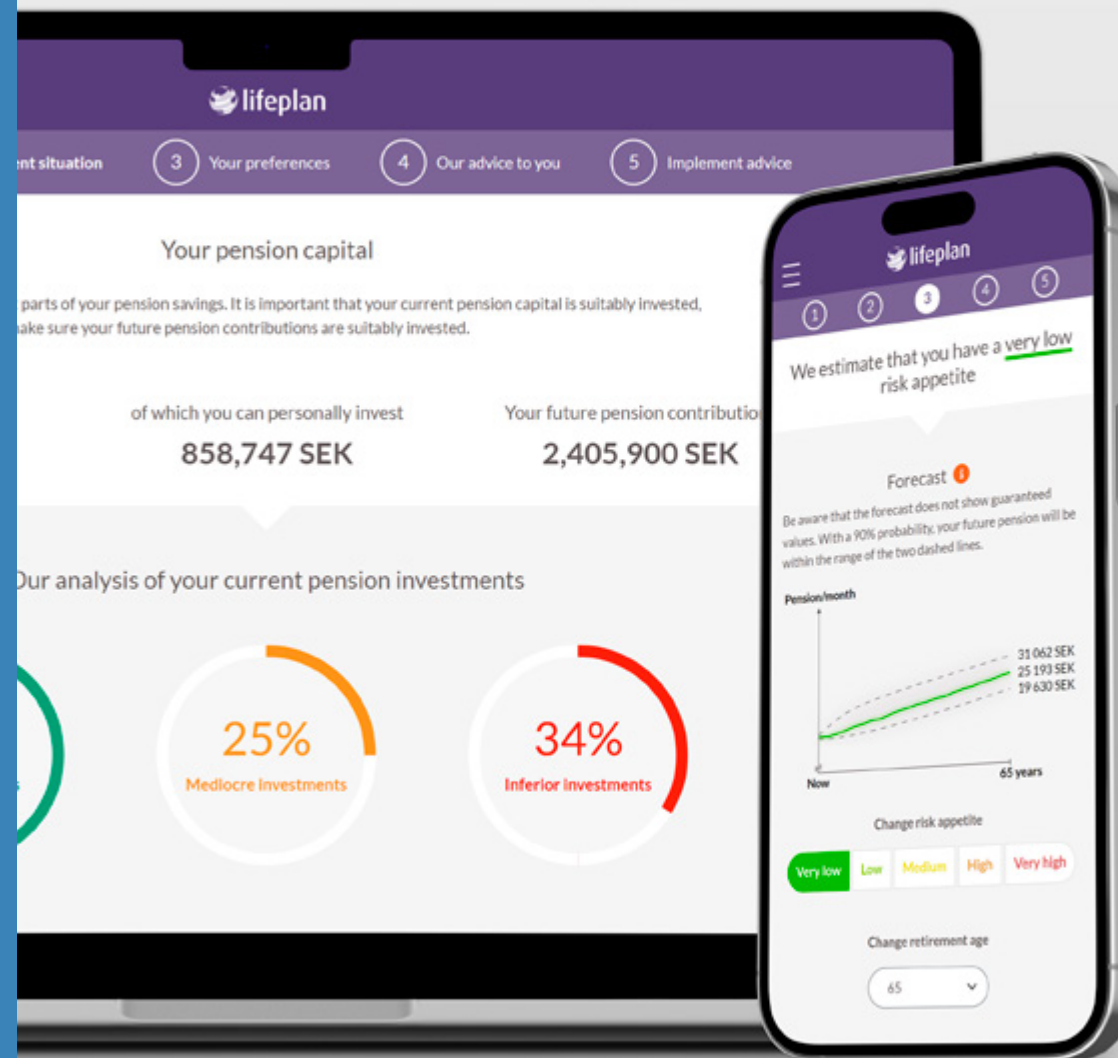 lifeplan
ent situation
3 Your preferences
4 Our advice to you
5 Implement advice
Your pension capital
parts of your pension savings. It is important that your current pension capital is suitably invested,
ake sure your future pension contributions are suitably invested.
of which you can personally invest
858,747 SEK
Your future pension contributio
2,405,900 SEK
Our analysis of your current pension investments
s
25%
Mediocre investments
34%
Inferior investments
lifeplan
1 2 3 4 5
We estimate that you have a very low
risk appetite
Forecast i
Be aware that the forecast does not show guaranteed
values. With a 90% probability, your future pension will be
within the range of the two dashed lines.
Pension/month
31 062 SEK
25 193 SEK
19 630 SEK
Now
65 years
Change risk appetite
Very low Low Medium High Very high
Change retirement age
65